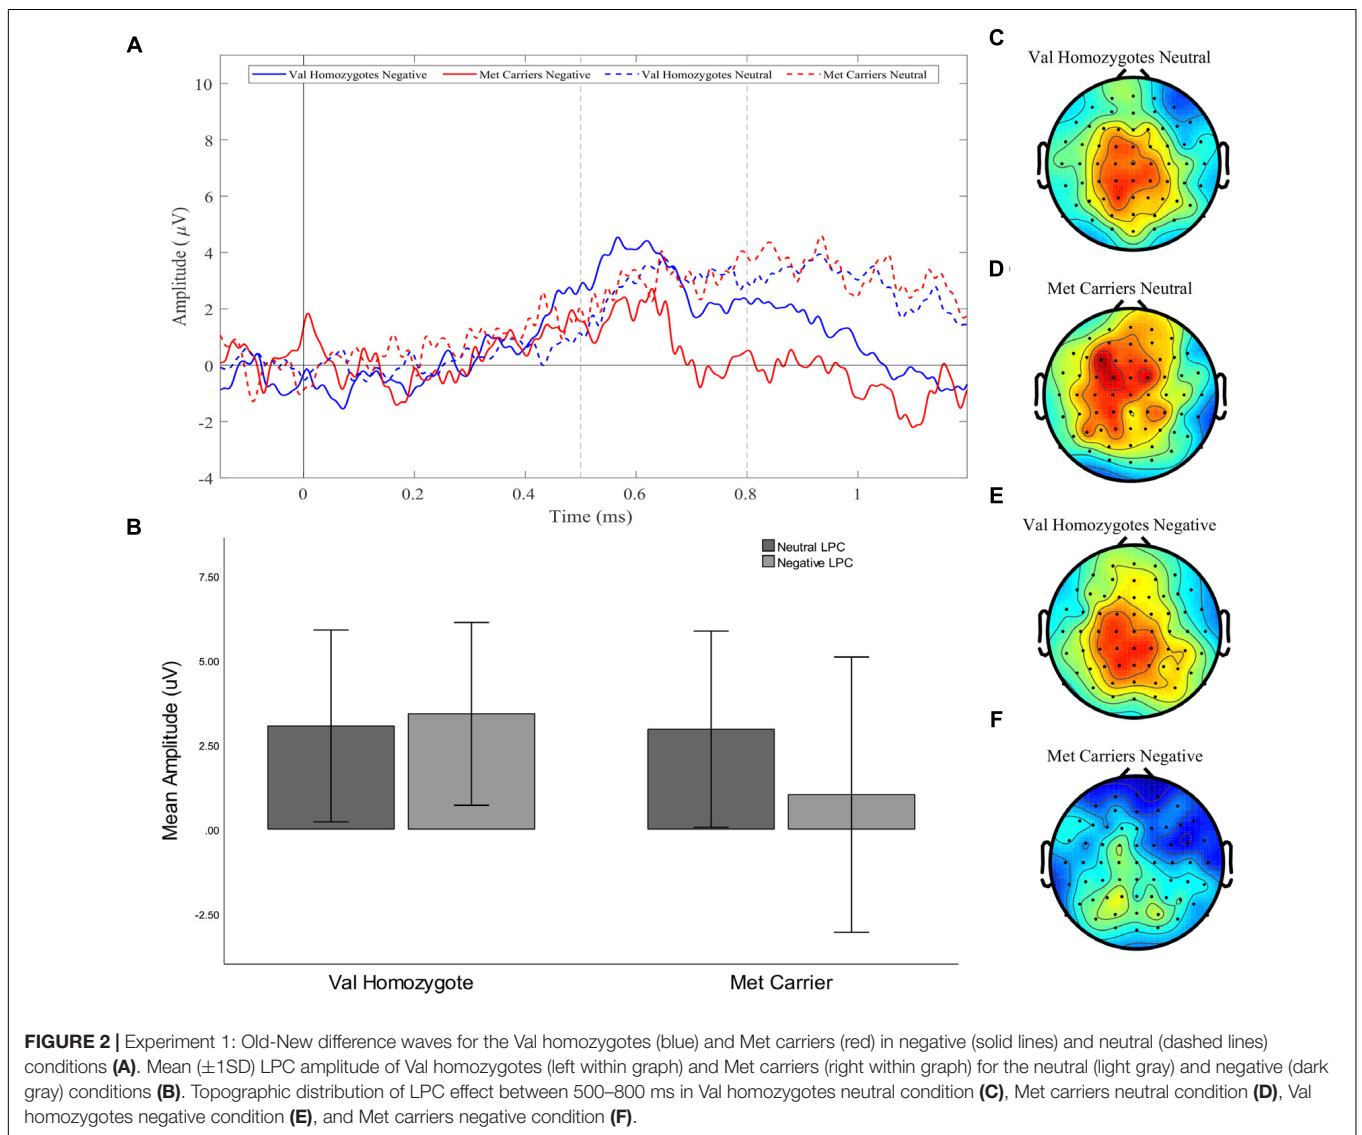 A
Val Homozygotes Negative
Met Carriers Negative
Val Homozygotes Neutral
Met Carriers Neutral
10
8
6
4
2
0
-2
-4
Amplitude ( μV)
0
0.2
0.4
0.6
0.8
1
Time (ms)
B
Neutral LPC
Negative LPC
7.50
5.00
2.50
.00
-2.50
Mean Amplitude (uV)
Val Homozygote
Met Carrier
C
Val Homozygotes Neutral
D
Met Carriers Neutral
E
Val Homozygotes Negative
F
Met Carriers Negative
FIGURE 2 | Experiment 1: Old-New difference waves for the Val homozygotes (blue) and Met carriers (red) in negative (solid lines) and neutral (dashed lines)
conditions (A). Mean (±1SD) LPC amplitude of Val homozygotes (left within graph) and Met carriers (right within graph) for the neutral (light gray) and negative (dark
gray) conditions (B). Topographic distribution of LPC effect between 500–800 ms in Val homozygotes neutral condition (C), Met carriers neutral condition (D), Val
homozygotes negative condition (E), and Met carriers negative condition (F).